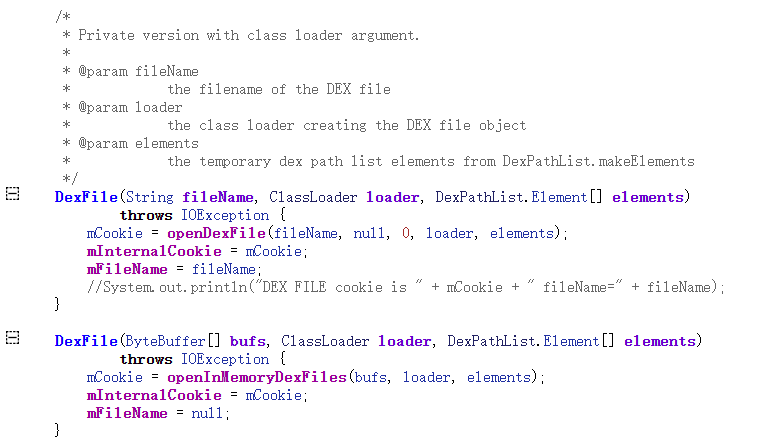 /*
 * Private version with class loader argument.
 *
 * @param fileName
 *            the filename of the DEX file
 * @param loader
 *            the class loader creating the DEX file object
 * @param elements
 *            the temporary dex path list elements from DexPathList.makeElements
 */
DexFile(String fileName, ClassLoader loader, DexPathList.Element[] elements)
        throws IOException {
    mCookie = openDexFile(fileName, null, 0, loader, elements);
    mInternalCookie = mCookie;
    mFileName = fileName;
    //System.out.println("DEX FILE cookie is " + mCookie + " fileName=" + fileName);
}
DexFile(ByteBuffer[] bufs, ClassLoader loader, DexPathList.Element[] elements)
        throws IOException {
    mCookie = openInMemoryDexFiles(bufs, loader, elements);
    mInternalCookie = mCookie;
    mFileName = null;
}